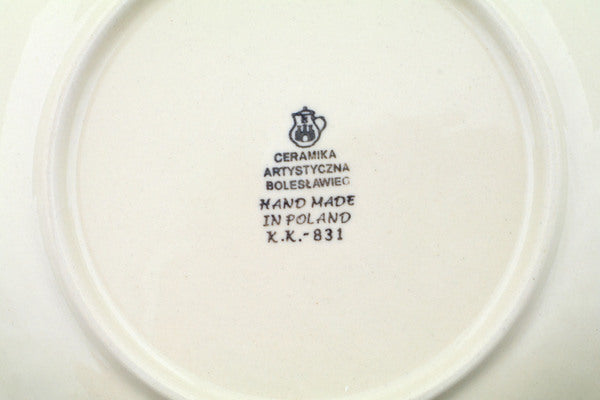 CERAMIKA
ARTYSTYCZNA
BOLESŁAWIEC
HAND MADE
IN POLAND
K.K.-831